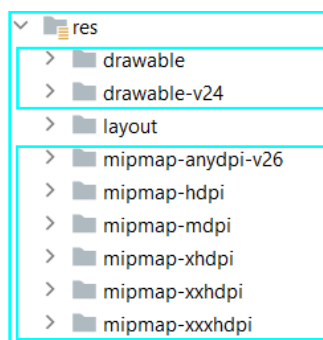 res
drawable
drawable-v24
layout
mipmap-anydpi-v26
mipmap-hdpi
mipmap-mdpi
mipmap-xhdpi
mipmap-xxhdpi
mipmap-xxxhdpi